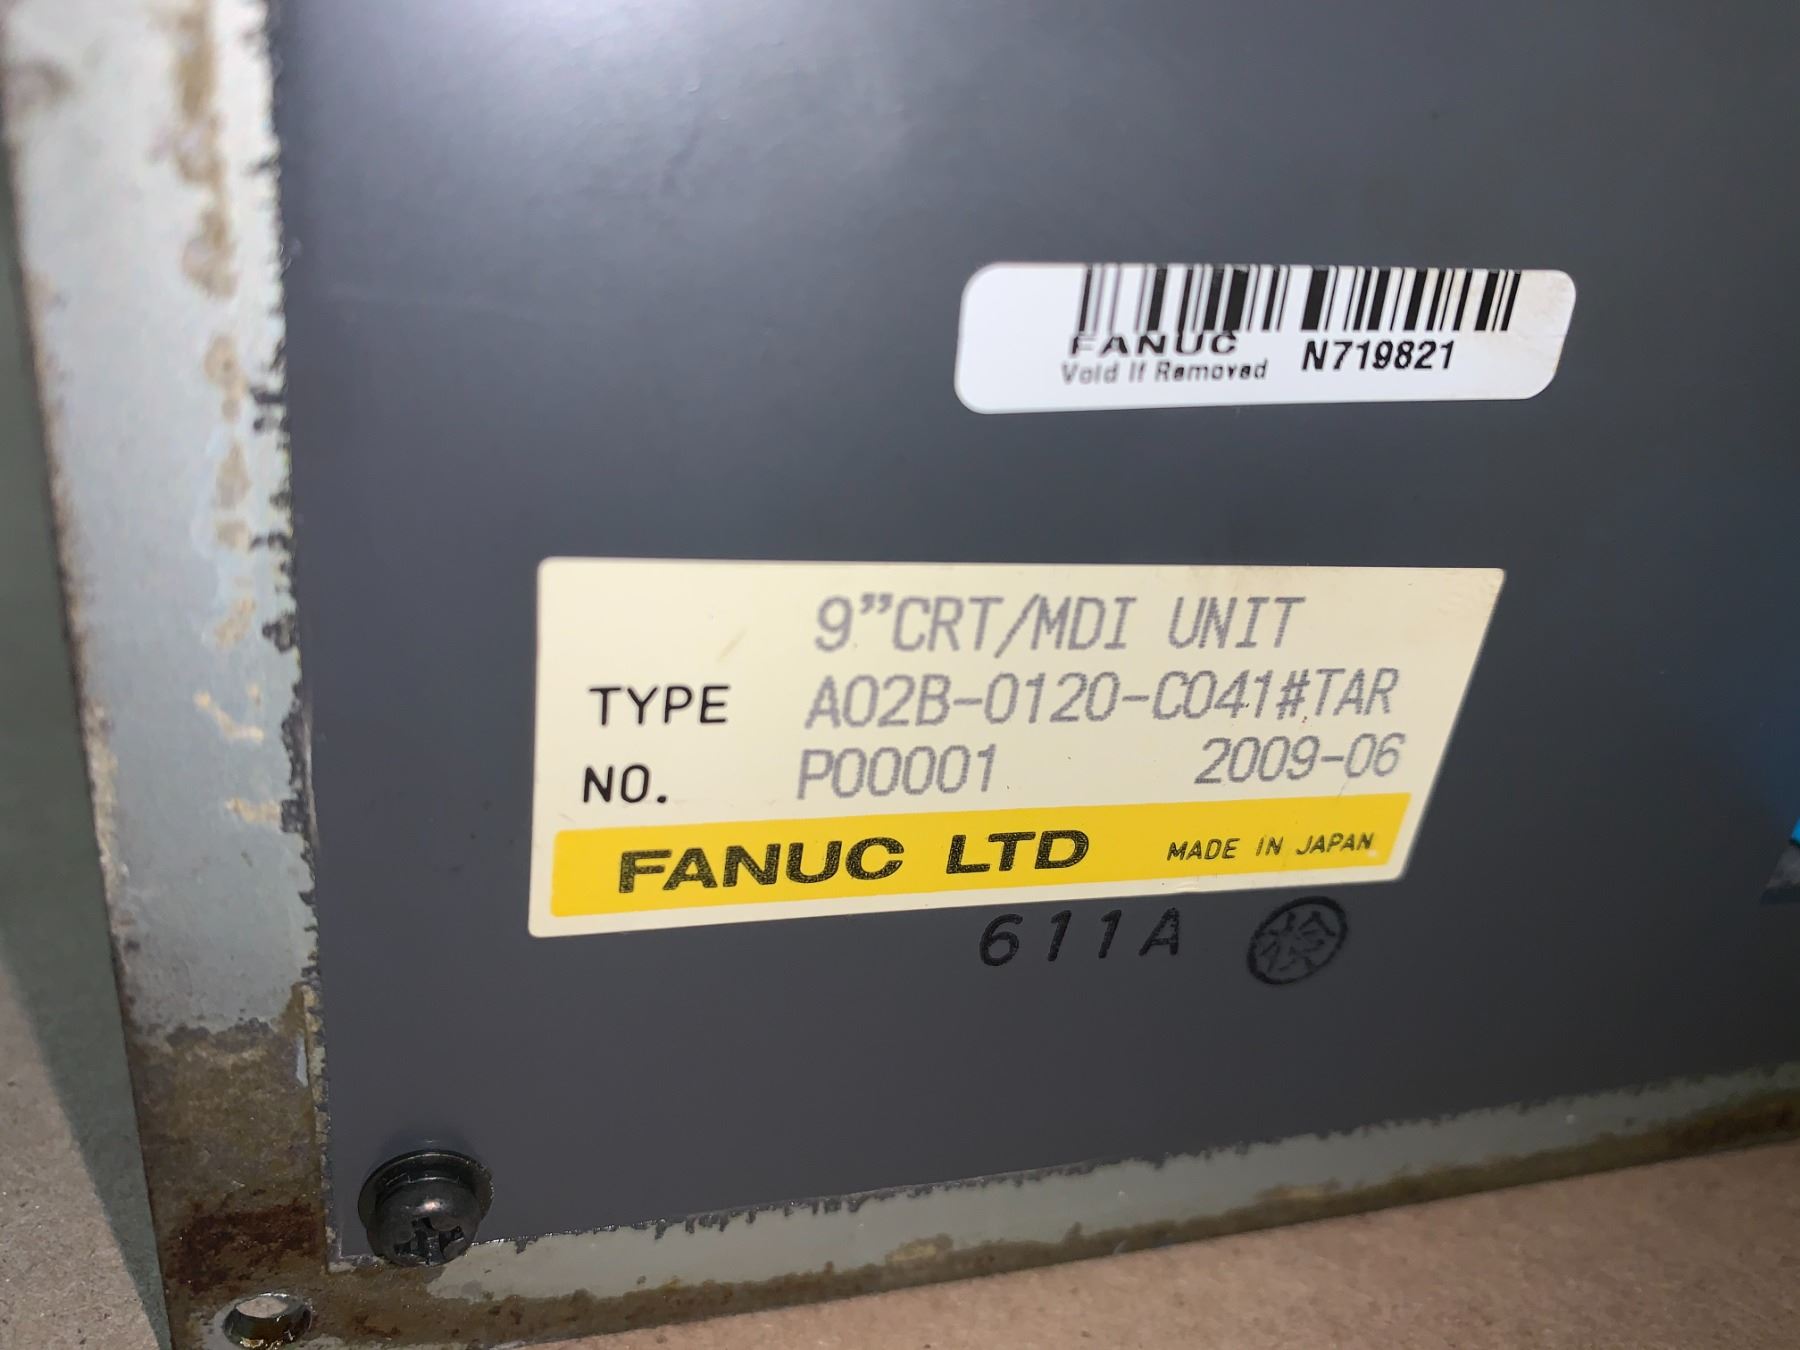 FANUC
Void If Removed N719821
9”CRT/MDI UNIT
TYPE A02B-0120-C041#TAR
NO. P00001 2009-06
FANUC LTD MADE IN JAPAN
611A 検